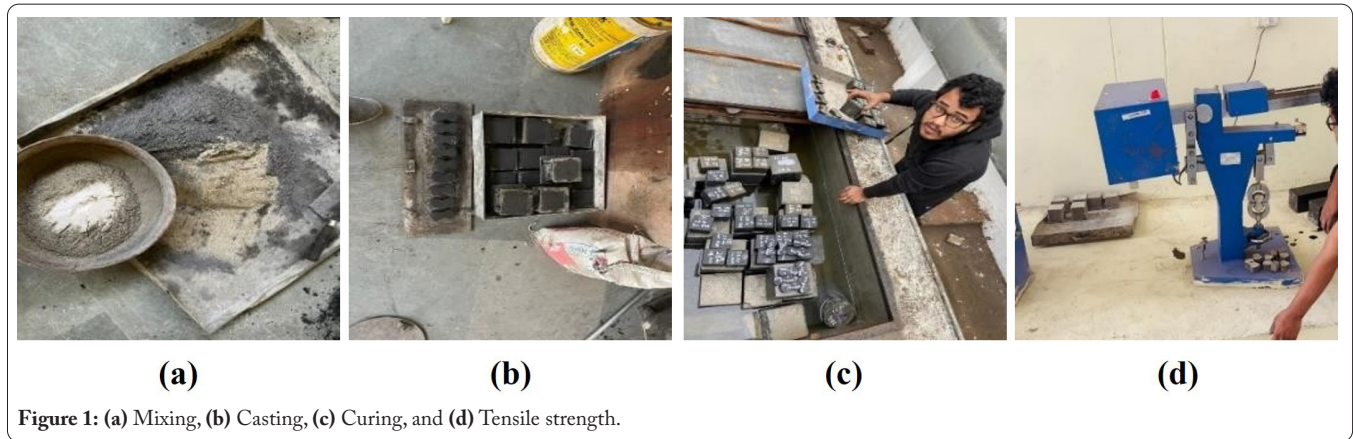 (a) (b) (c) (d)
Figure 1: (a) Mixing, (b) Casting, (c) Curing, and (d) Tensile strength.